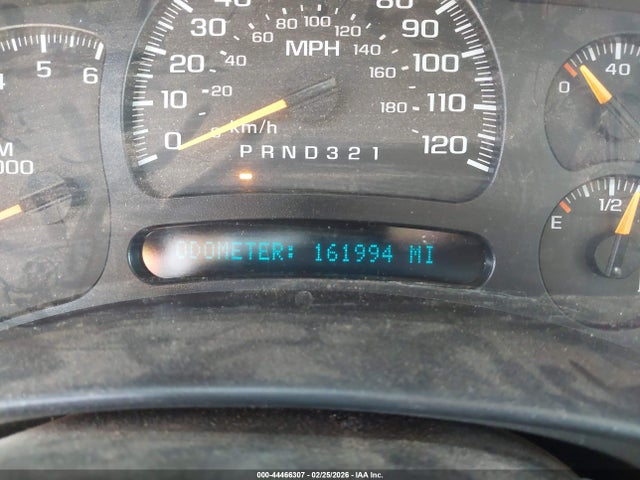 40 80
30 80 100 120 90
5 6 60 MPH 140 40
4 20 40 160 100 0
20 180 110
10 km/h
M 0 120
000 PRND321 1/2
E
ODOMETER: 161994 MI
000-44466307 - 02/25/2026 - IAA Inc.